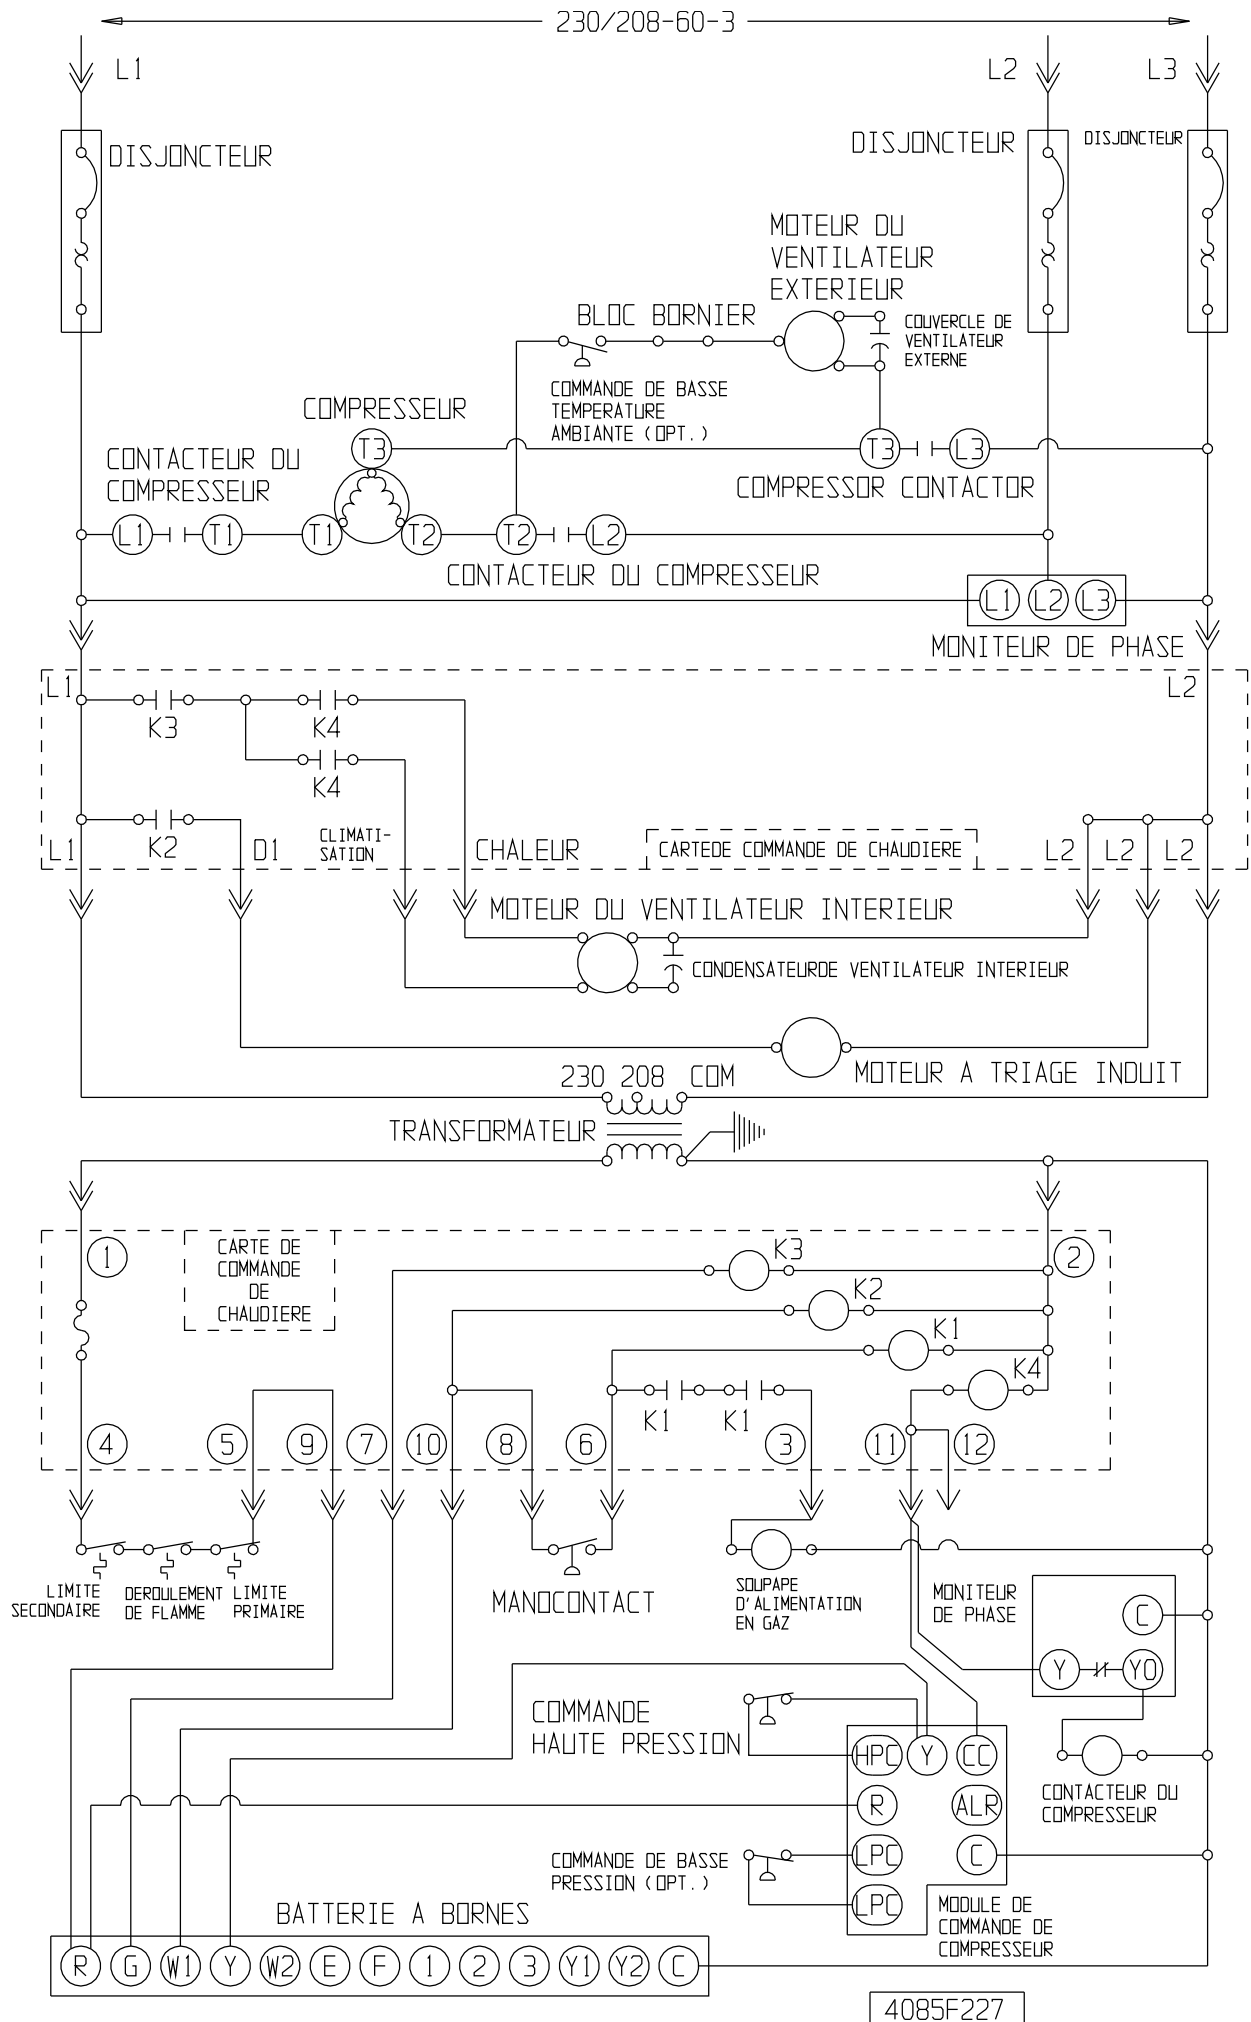 230/208-60-3
L1
L2
L3
DISJONCTEUR
DISJONCTEUR
DISJONCTEUR
MOTEUR DU
VENTILATEUR
EXTERIEUR
BLOC BORNIER
COUVERCLE DE
VENTILATEUR
EXTERNE
COMMANDE DE BASSE
TEMPERATURE
AMBIANTE (OPT.)
COMPRESSEUR
T3
T3
L3
CONTACTEUR DU
COMPRESSEUR
COMPRESSOR CONTACTOR
L1
T1
T1
T2
T2
L2
CONTACTEUR DU COMPRESSEUR
L1
L2
L3
MONITEUR DE PHASE
L1
L2
K3
K4
K4
K2
L1
D1
CLIMATI-
SATION
CHALEUR
CARTEDE COMMANDE DE CHAUDIERE
L2
L2
L2
MOTEUR DU VENTILATEUR INTERIEUR
CONDENSATEURDE VENTILATEUR INTERIEUR
MOTEUR A TRIAGE INDUIT
230 208 COM
TRANSFORMATEUR
1
CARTE DE
COMMANDE
DE
CHAUDIERE
K3
2
K2
K1
K4
K1
K1
4
5
9
7
10
8
6
3
11
12
LIMITE
SECONDAIRE
DEROULEMENT
DE FLAMME
LIMITE
PRIMAIRE
MANOCONTACT
SOUPAPE
D'ALIMENTATION
EN GAZ
MONITEUR
DE PHASE
C
Y
YO
COMMANDE
HAUTE PRESSION
HPC
Y
CC
R
ALR
LPC
C
LPC
CONTACTEUR DU
COMPRESSEUR
COMMANDE DE BASSE
PRESSION (OPT.)
MODULE DE
COMMANDE DE
COMPRESSEUR
BATTERIE A BORNES
R G W1 Y W2 E F 1 2 3 Y1 Y2 C
4085F227